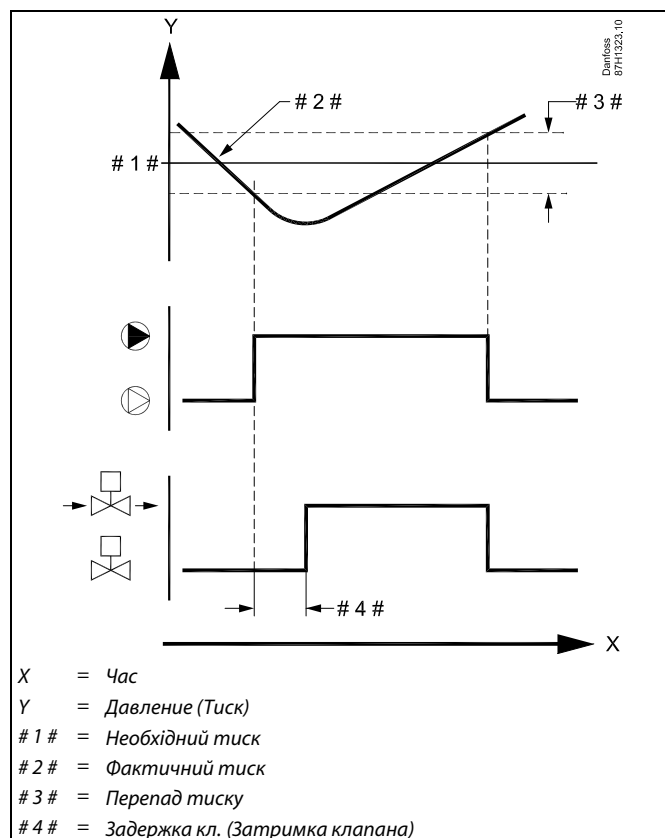 Y
Danfoss
87H1323.10
# 2 #
# 3 #
# 1 #
# 4 #
X
X = Час
Y = Давление (Тиск)
# 1 # = Необхідний тиск
# 2 # = Фактичний тиск
# 3 # = Перепад тиску
# 4 # = Задержка кл. (Затримка клапана)